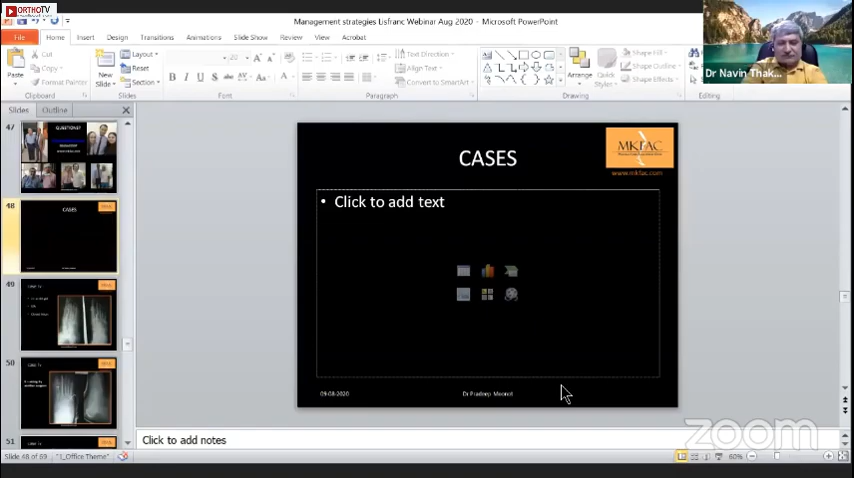 ORTHOTV
Management strategies Lisfranc Webinar Aug 2020 - Microsoft PowerPoint
File Home Insert Design Transitions Animations Slide Show Review View Acrobat
Cut
Copy
Format Painter
Paste
Clipboard
New
Slide
Layout
Reset
Section
Slides
Font
Paragraph
Text Direction
Align Text
Convert to SmartArt
Arrange
Quick
Styles
Shape Fill
Shape Outline
Shape Effects
Drawing
Editing
Dr Navin Thak...
Slides Outline
47
QUESTIONS?
48
CASES
49
50
51
CASES
MKFAC
www.mkfac.com
• Click to add text
09-08-2020
Dr Pradeep Moonot
Click to add notes
zoom
Slide 48 of 69 "1_Office Theme" 60%